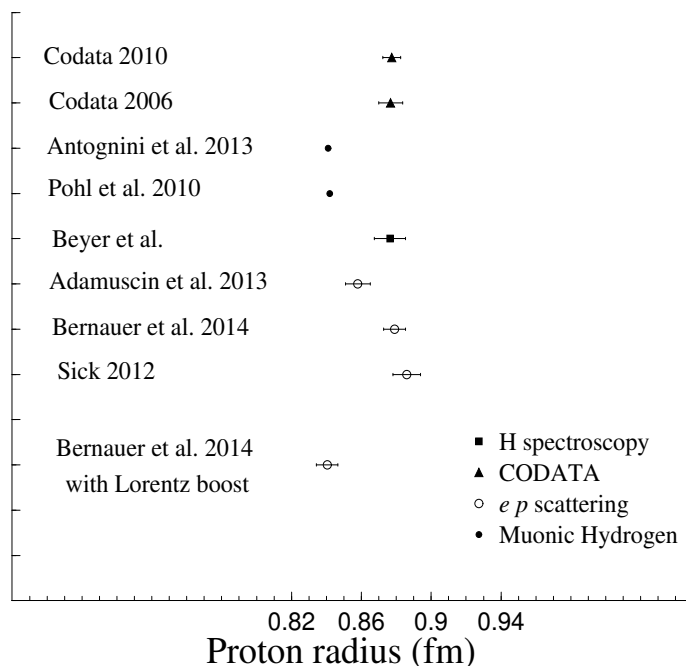 Codata 2010
Codata 2006
Antognini et al. 2013
Pohl et al. 2010
Beyer et al.
Adamuscin et al. 2013
Bernauer et al. 2014
Sick 2012
Bernauer et al. 2014
with Lorentz boost
H spectroscopy
CODATA
e p scattering
Muonic Hydrogen
0.82 0.86 0.9 0.94
Proton radius (fm)